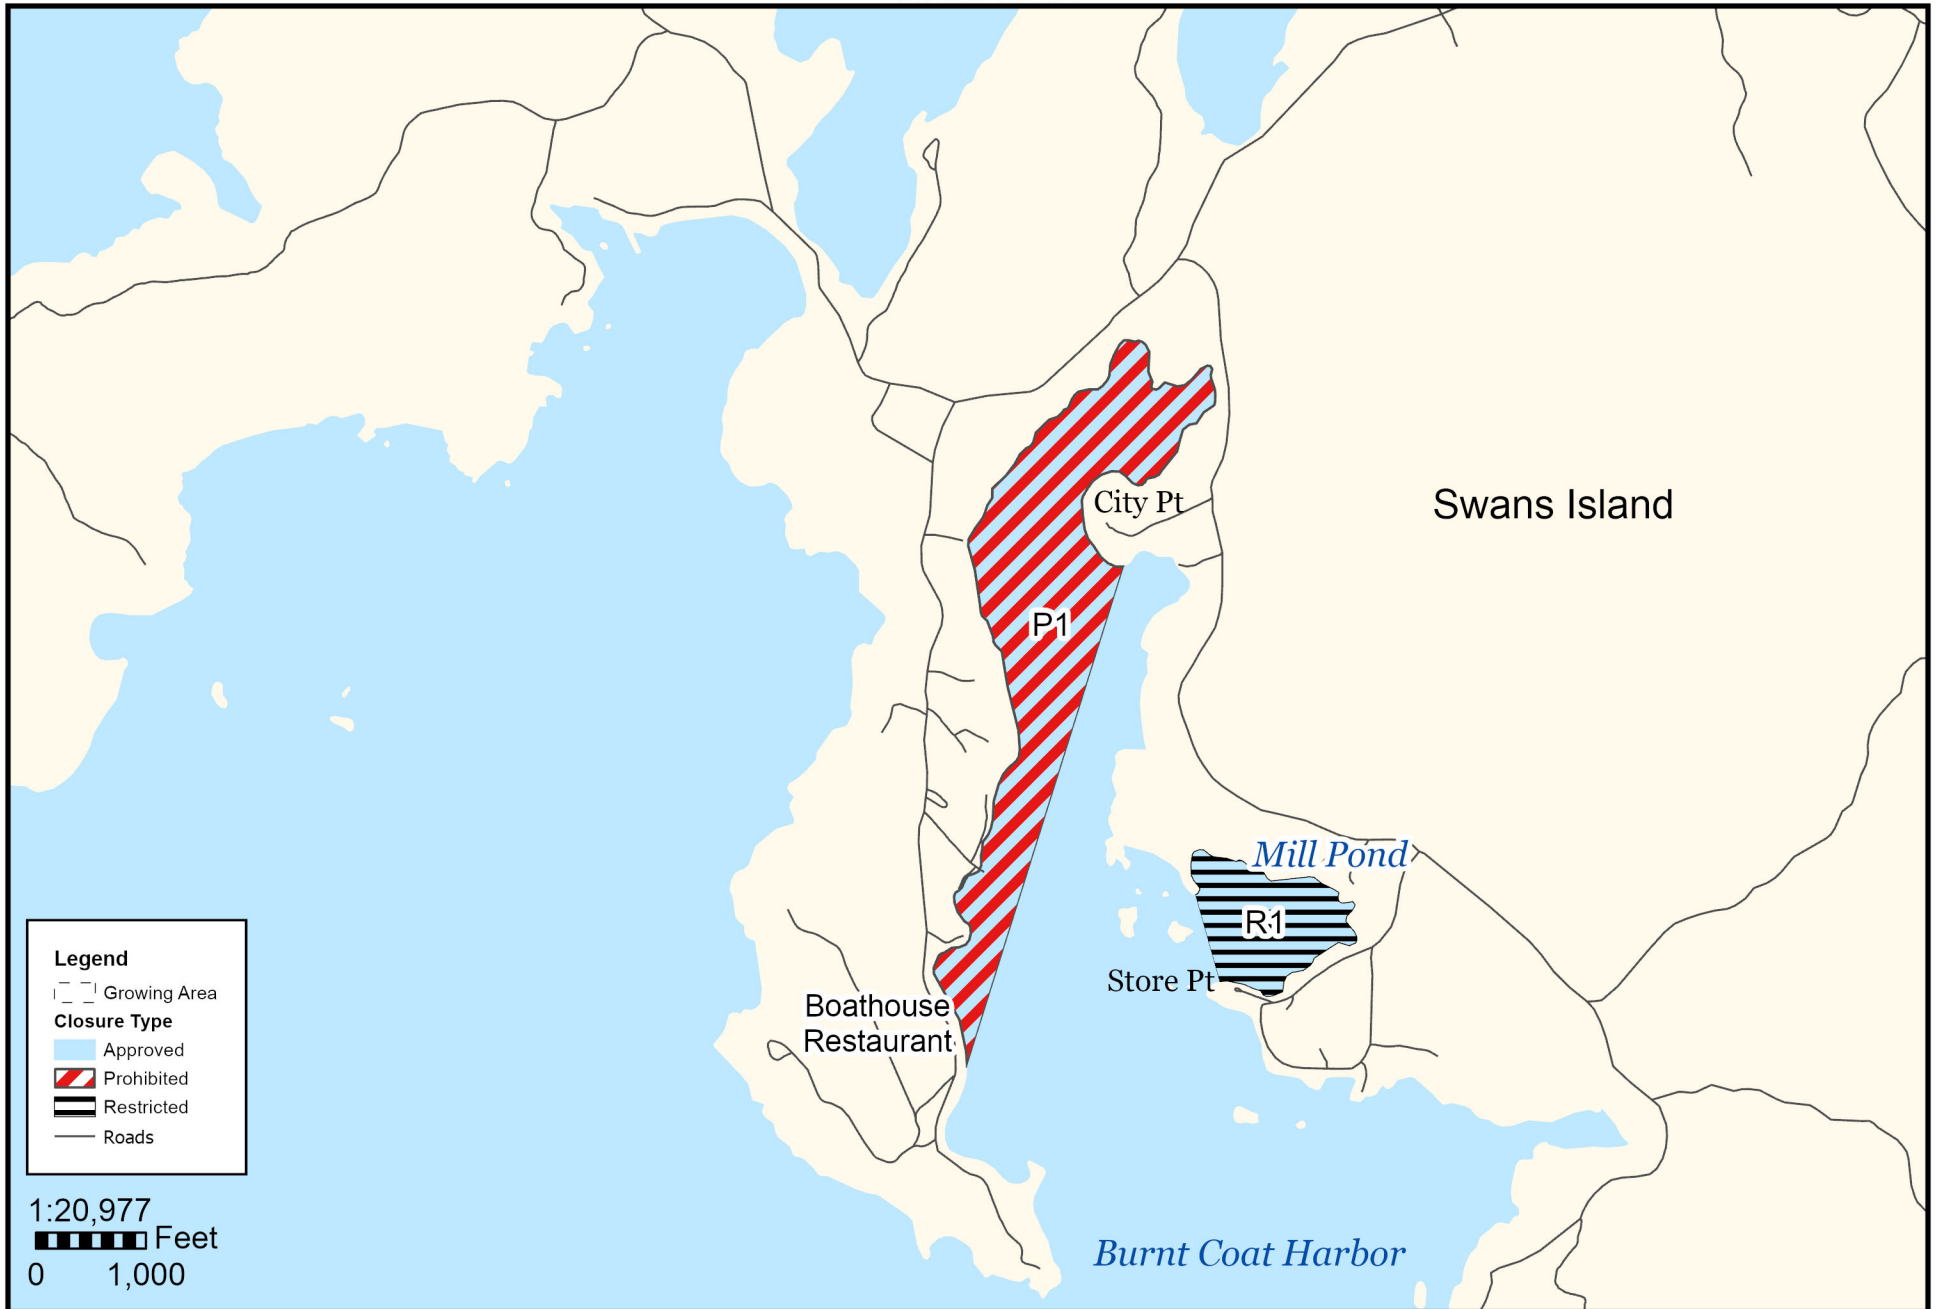 City Pt
Swans Island
P1
Mill Pond
R1
Store Pt
Boathouse
Restaurant
Legend
Growing Area
Closure Type
Approved
Prohibited
Restricted
Roads
1:20,977
Feet
0 1,000
Burnt Coat Harbor